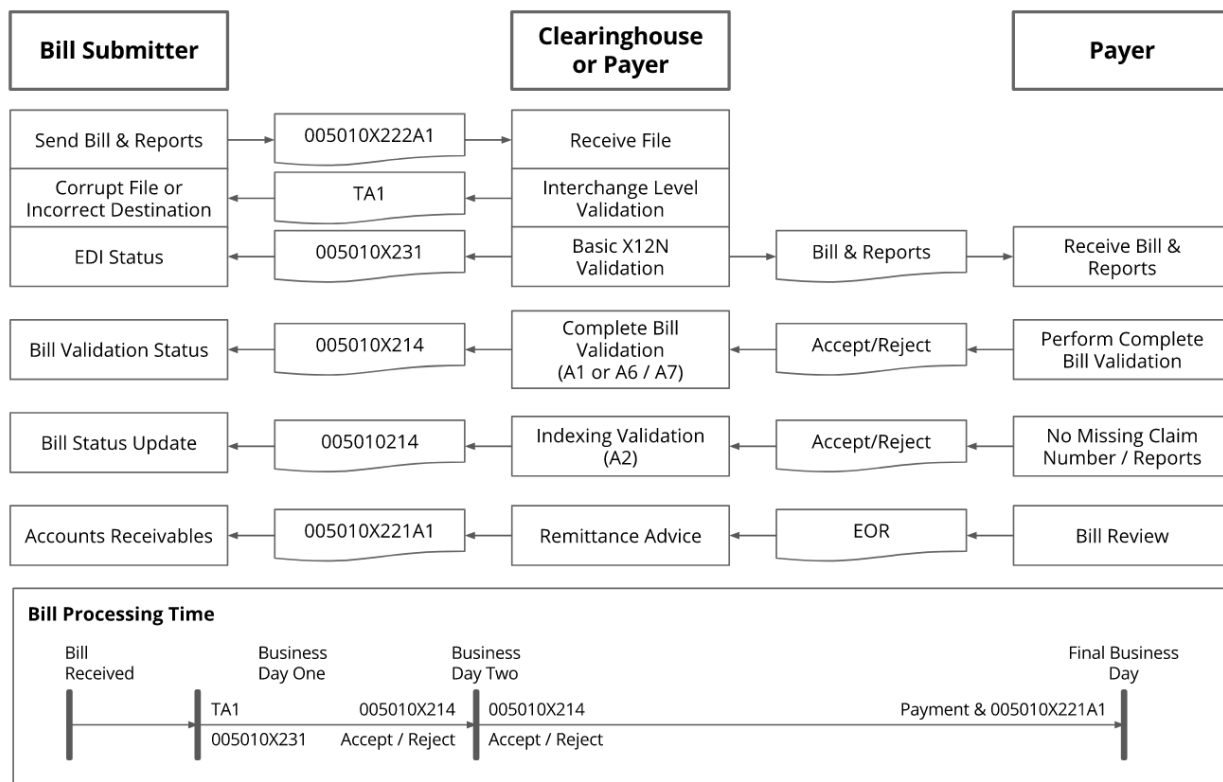 Bill Submitter
Clearinghouse
or Payer
Payer
Send Bill & Reports
005010X222A1
Receive File
Corrupt File or
Incorrect Destination
TA1
Interchange Level
Validation
EDI Status
005010X231
Basic X12N
Validation
Bill & Reports
Receive Bill &
Reports
Bill Validation Status
005010X214
Complete Bill
Validation
(A1 or A6 / A7)
Accept/Reject
Perform Complete
Bill Validation
Bill Status Update
005010214
Indexing Validation
(A2)
Accept/Reject
No Missing Claim
Number / Reports
Accounts Receivables
005010X221A1
Remittance Advice
EOR
Bill Review
Bill Processing Time
Bill
Received
Business
Day One
Business
Day Two
Final Business
Day
TA1
005010X214
005010X214
Payment & 005010X221A1
005010X231
Accept / Reject
Accept / Reject